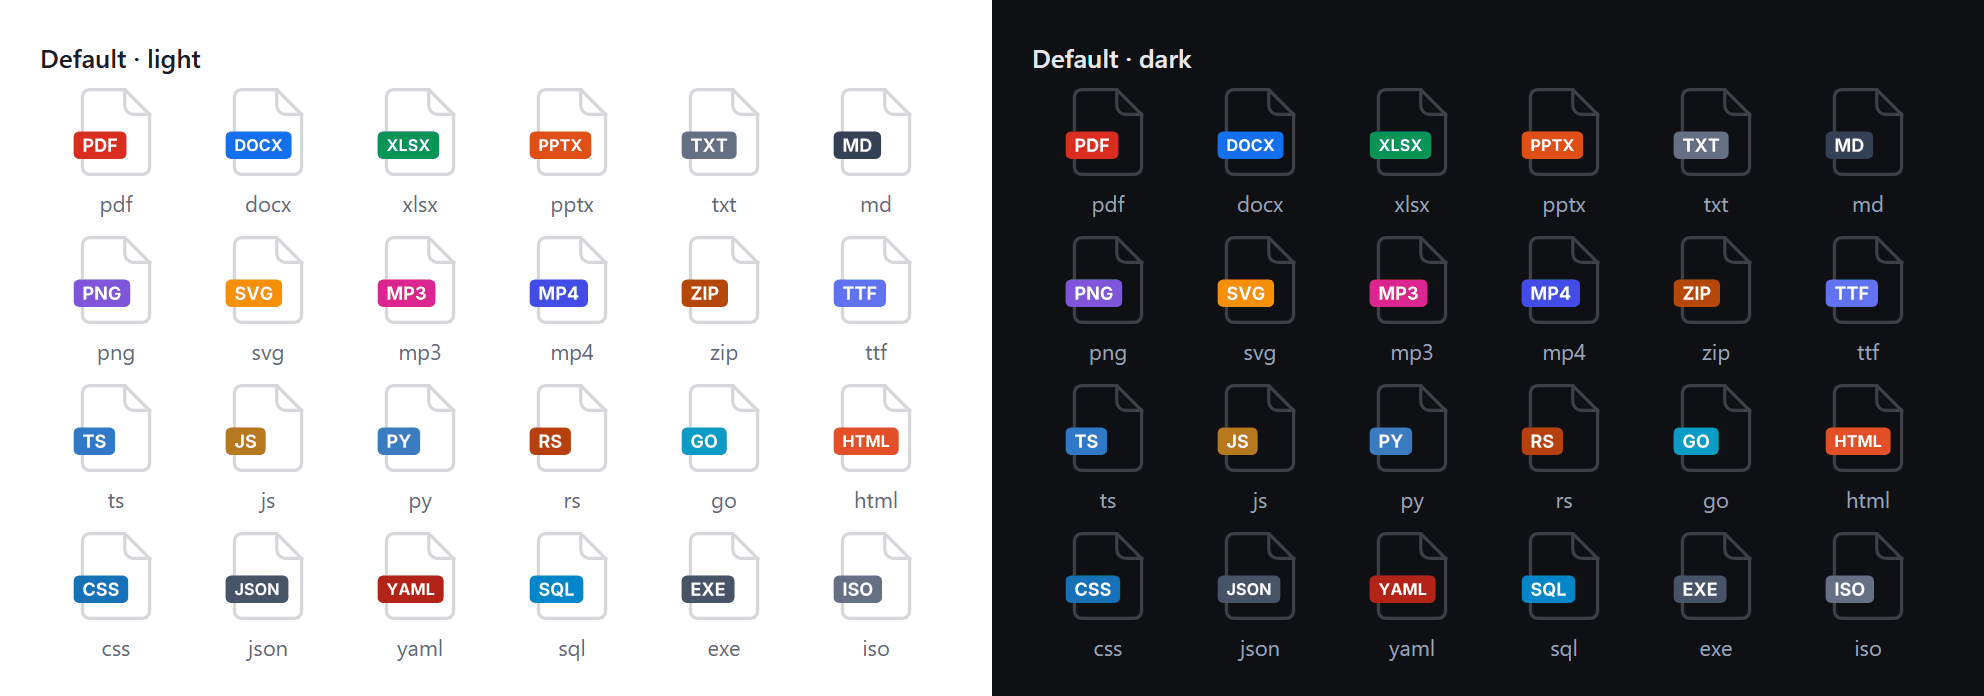 Default · light
PDF DOCX XLSX PPTX TXT MD
pdf docx xlsx pptx txt md
PNG SVG MP3 MP4 ZIP TTF
png svg mp3 mp4 zip ttf
TS JS PY RS GO HTML
ts js py rs go html
CSS JSON YAML SQL EXE ISO
css json yaml sql exe iso
Default · dark
PDF DOCX XLSX PPTX TXT MD
pdf docx xlsx pptx txt md
PNG SVG MP3 MP4 ZIP TTF
png svg mp3 mp4 zip ttf
TS JS PY RS GO HTML
ts js py rs go html
CSS JSON YAML SQL EXE ISO
css json yaml sql exe iso